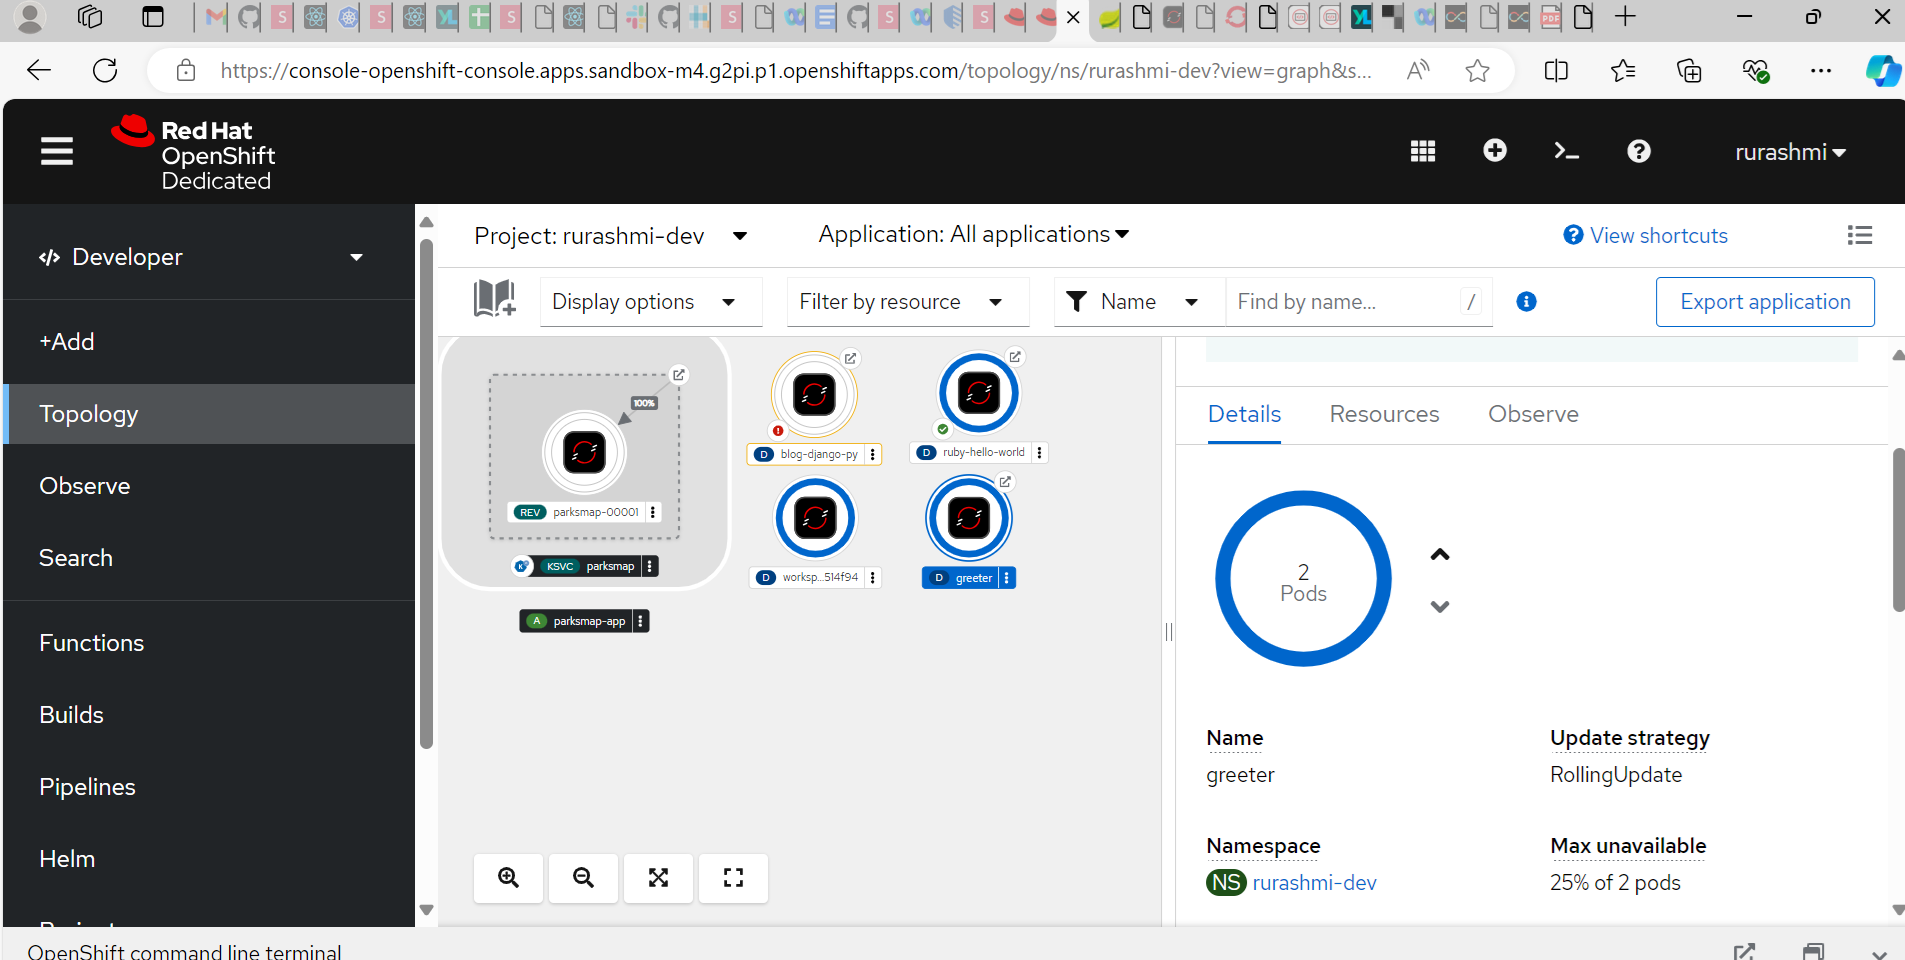 https://console-openshift-console.apps.sandbox-m4.g2pi.p1.openshiftapps.com/topology/ns/rurashmi-dev?view=graph&s...
Red Hat
OpenShift
Dedicated
rurashmi
Developer
Project: rurashmi-dev
Application: All applications
View shortcuts
Display options
Filter by resource
Name
Find by name...
/
Export application
+Add
Topology
Observe
Search
Functions
Builds
Pipelines
Helm
100%
REV parksmap-00001
KSVC parksmap
A parksmap-app
D blog-django-py
D ruby-hello-world
D worksp...514f94
D greeter
Details
Resources
Observe
2
Pods
Name
greeter
Update strategy
RollingUpdate
Namespace
NS rurashmi-dev
Max unavailable
25% of 2 pods
OpenShift command line terminal